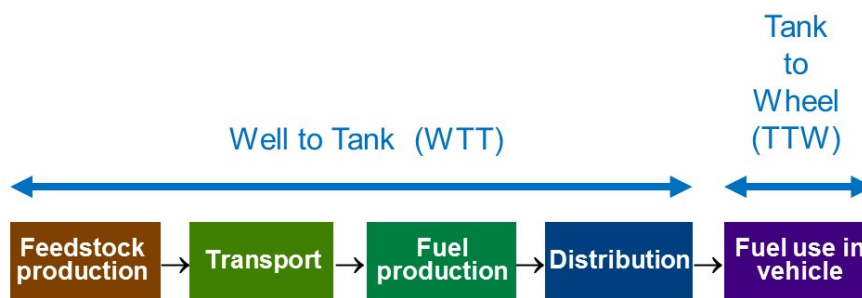 Tank
to
Wheel
(TTW)
Well to Tank (WTT)
Feedstock
production
Transport
Fuel
production
Distribution
Fuel use in
vehicle